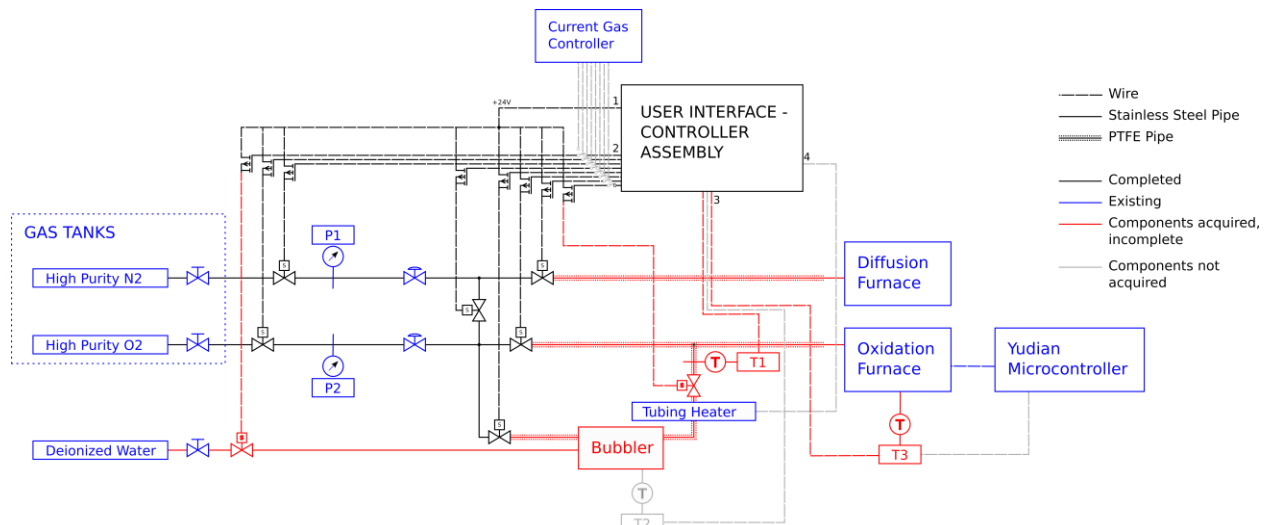 Current Gas
Controller
+24V
1
USER INTERFACE -
CONTROLLER
ASSEMBLY
2
4
3
Wire
Stainless Steel Pipe
PTFE Pipe
Completed
Existing
Components acquired,
incomplete
Components not
acquired
GAS TANKS
P1
S
S
High Purity N2
Diffusion
Furnace
S
S
S
High Purity O2
Oxidation
Furnace
Yudian
Microcontroller
P2
T
T1
Tubing Heater
S
T
Deionized Water
Bubbler
T3
T
T2